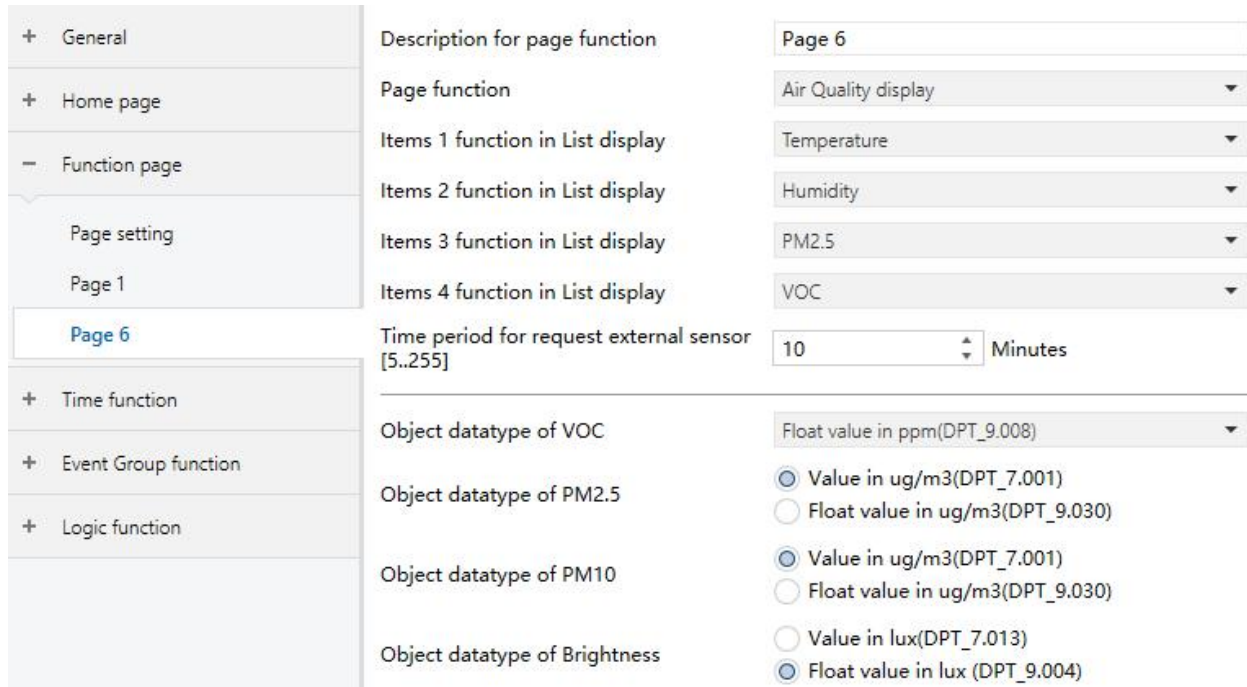 + General
+ Home page
− Function page
Page setting
Page 1
Page 6
+ Time function
+ Event Group function
+ Logic function
Description for page function Page 6
Page function Air Quality display
Items 1 function in List display Temperature
Items 2 function in List display Humidity
Items 3 function in List display PM2.5
Items 4 function in List display VOC
Time period for request external sensor
[5..255] 10 Minutes
Object datatype of VOC Float value in ppm(DPT_9.008)
Object datatype of PM2.5
Value in ug/m3(DPT_7.001)
Float value in ug/m3(DPT_9.030)
Object datatype of PM10
Value in ug/m3(DPT_7.001)
Float value in ug/m3(DPT_9.030)
Object datatype of Brightness
Value in lux(DPT_7.013)
Float value in lux (DPT_9.004)